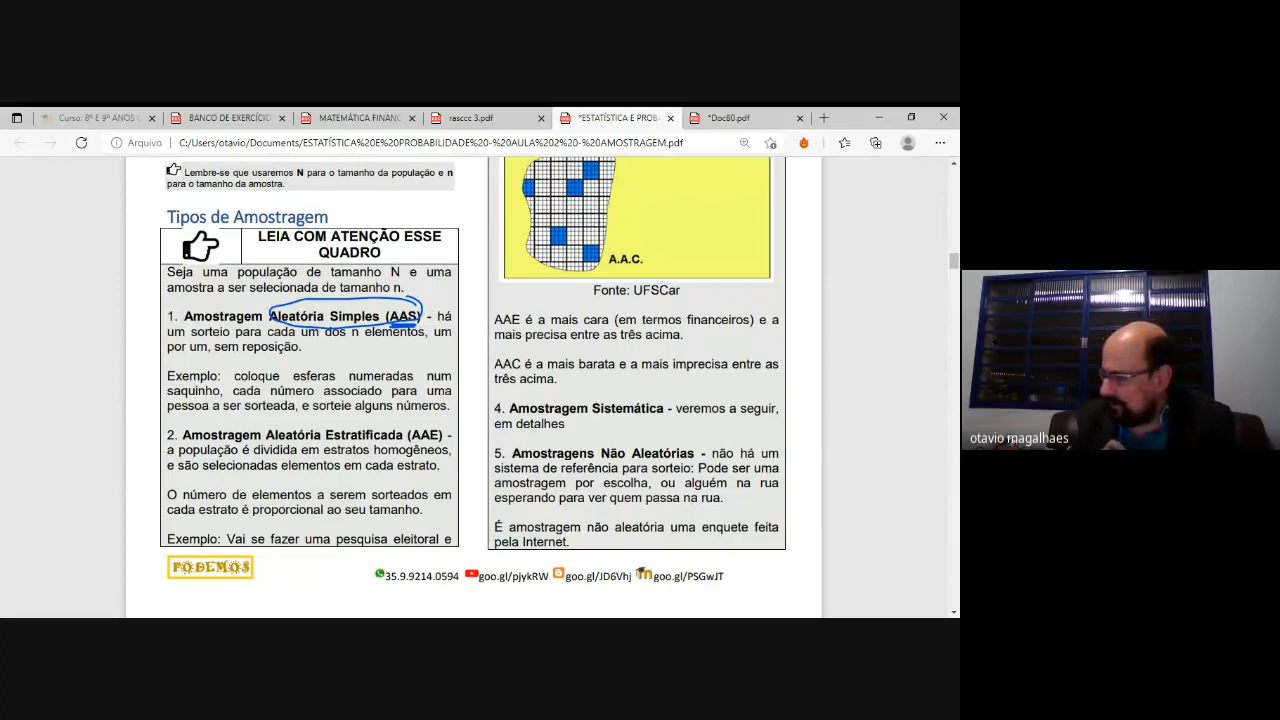 Curso: 8º E 9º ANOS
BANCO DE EXERCÍCIO
MATEMÁTICA FINANC
rasccc 3.pdf
*ESTATÍSTICA E PROB
*Doc80.pdf
Arquivo
C:/Users/otavio/Documents/ESTATÍSTICA%20E%20PROBABILIDADE%20-%20AULA%202%20-%20AMOSTRAGEM.pdf
Lembre-se que usaremos N para o tamanho da população e n
para o tamanho da amostra.
Tipos de Amostragem
LEIA COM ATENÇÃO ESSE
QUADRO
Seja uma população de tamanho N e uma
amostra a ser selecionada de tamanho n.
1. Amostragem Aleatória Simples (AAS) - há
um sorteio para cada um dos n elementos, um
por um, sem reposição.
Exemplo: coloque esferas numeradas num
saquinho, cada número associado para uma
pessoa a ser sorteada, e sorteie alguns números.
2. Amostragem Aleatória Estratificada (AAE) -
a população é dividida em estratos homogêneos,
e são selecionadas elementos em cada estrato.
O número de elementos a serem sorteados em
cada estrato é proporcional ao seu tamanho.
Exemplo: Vai se fazer uma pesquisa eleitoral e
A.A.C.
Fonte: UFSCar
AAE é a mais cara (em termos financeiros) e a
mais precisa entre as três acima.
AAC é a mais barata e a mais imprecisa entre as
três acima.
4. Amostragem Sistemática - veremos a seguir,
em detalhes
5. Amostragens Não Aleatórias - não há um
sistema de referência para sorteio: Pode ser uma
amostragem por escolha, ou alguém na rua
esperando para ver quem passa na rua.
É amostragem não aleatória uma enquete feita
pela Internet.
PODEMOS
35.9.9214.0594 goo.gl/pjykRW goo.gl/JD6Vhj goo.gl/PSGwJT
otavio magalhaes